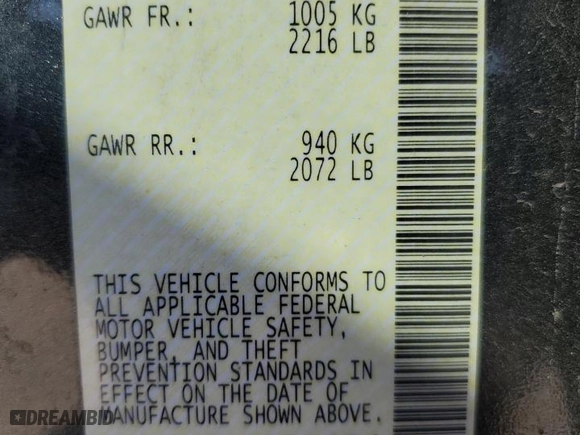 GAWR FR.: 1005 KG
2216 LB
GAWR RR.: 940 KG
2072 LB
THIS VEHICLE CONFORMS TO
ALL APPLICABLE FEDERAL
MOTOR VEHICLE SAFETY,
BUMPER, AND THEFT
PREVENTION STANDARDS IN
EFFECT ON THE DATE OF
MANUFACTURE SHOWN ABOVE.
DREAMBID